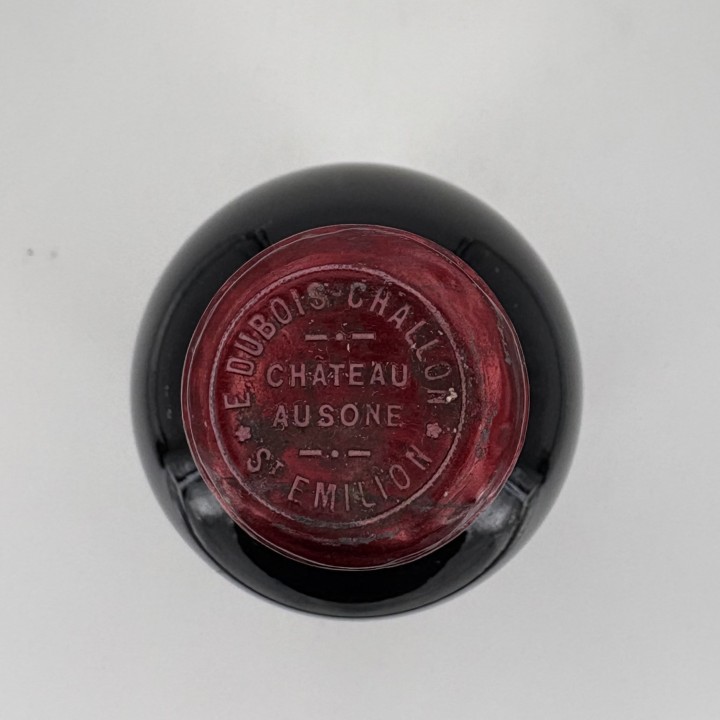 E. DUBOIS-CHALLON
CHATEAU
AUSONE
ST EMILION